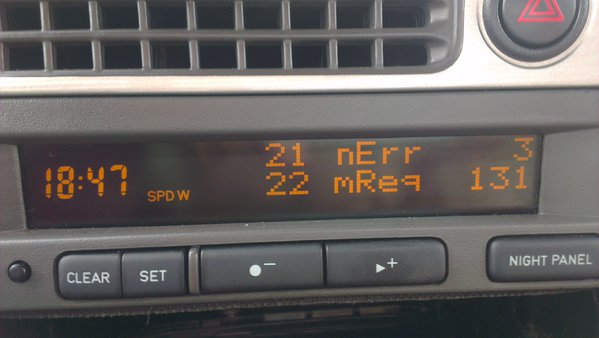 21 nErr 3
18:47 SPD W 22 mReq 131
CLEAR SET − + NIGHT PANEL